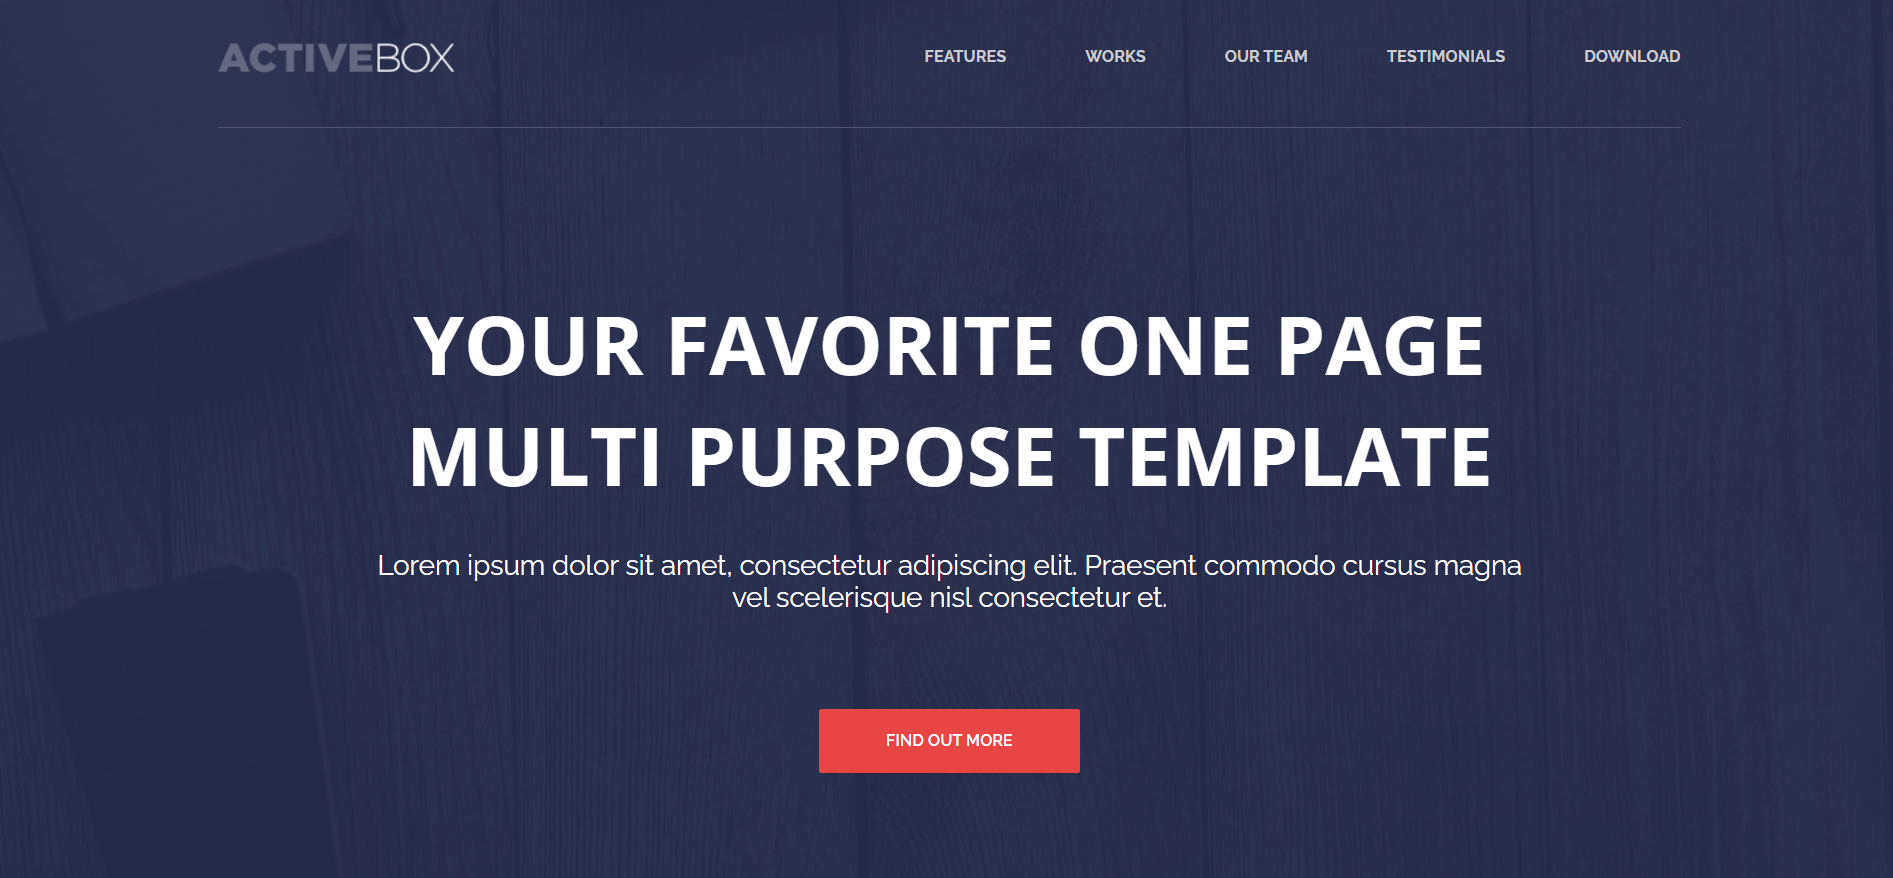 ACTIVEBOX
FEATURES WORKS OUR TEAM TESTIMONIALS DOWNLOAD
YOUR FAVORITE ONE PAGE
MULTI PURPOSE TEMPLATE
Lorem ipsum dolor sit amet, consectetur adipiscing elit. Praesent commodo cursus magna
vel scelerisque nisl consectetur et.
FIND OUT MORE